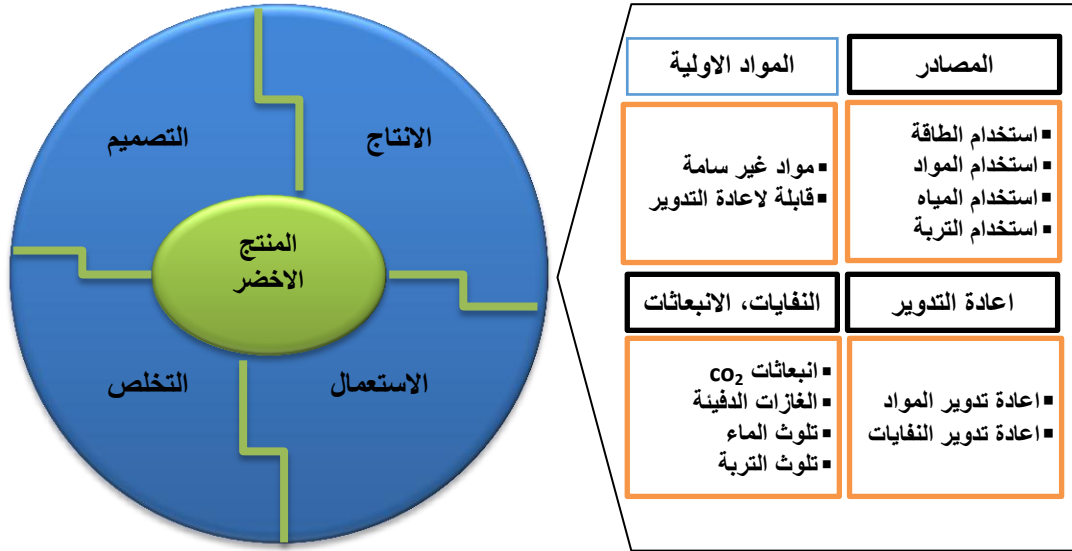 التصميم
الانتاج
المنتج
الاخضر
التخلص
الاستعمال
المصادر
▪ استخدام الطاقة
▪ استخدام المواد
▪ استخدام المياه
▪ استخدام التربة
المواد الاولية
▪ مواد غير سامة
▪ قابلة لاعادة التدوير
اعادة التدوير
▪ اعادة تدوير المواد
▪ اعادة تدوير النفايات
النفايات، الانبعاثات
▪ انبعاثات co₂
▪ الغازات الدفيئة
▪ تلوث الماء
▪ تلوث التربة